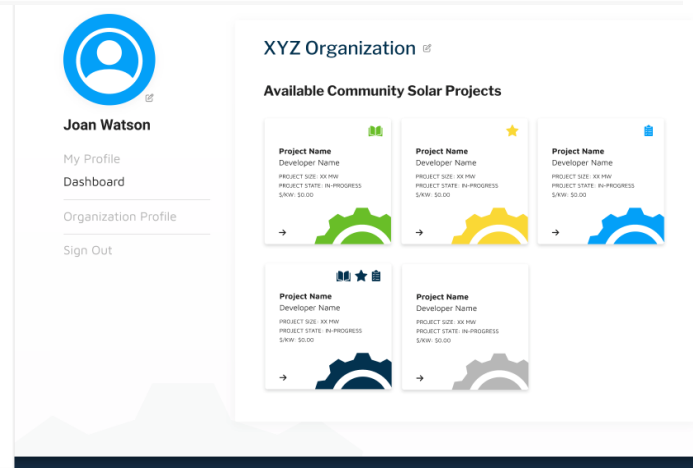 Joan Watson
My Profile
Dashboard
Organization Profile
Sign Out
XYZ Organization
Available Community Solar Projects
Project Name
Developer Name
PROJECT SIZE: XX MW
PROJECT STATE: IN-PROGRESS
$/KW: $0.00
Project Name
Developer Name
PROJECT SIZE: XX MW
PROJECT STATE: IN-PROGRESS
$/KW: $0.00
Project Name
Developer Name
PROJECT SIZE: XX MW
PROJECT STATE: IN-PROGRESS
$/KW: $0.00
Project Name
Developer Name
PROJECT SIZE: XX MW
PROJECT STATE: IN-PROGRESS
$/KW: $0.00
Project Name
Developer Name
PROJECT SIZE: XX MW
PROJECT STATE: IN-PROGRESS
$/KW: $0.00